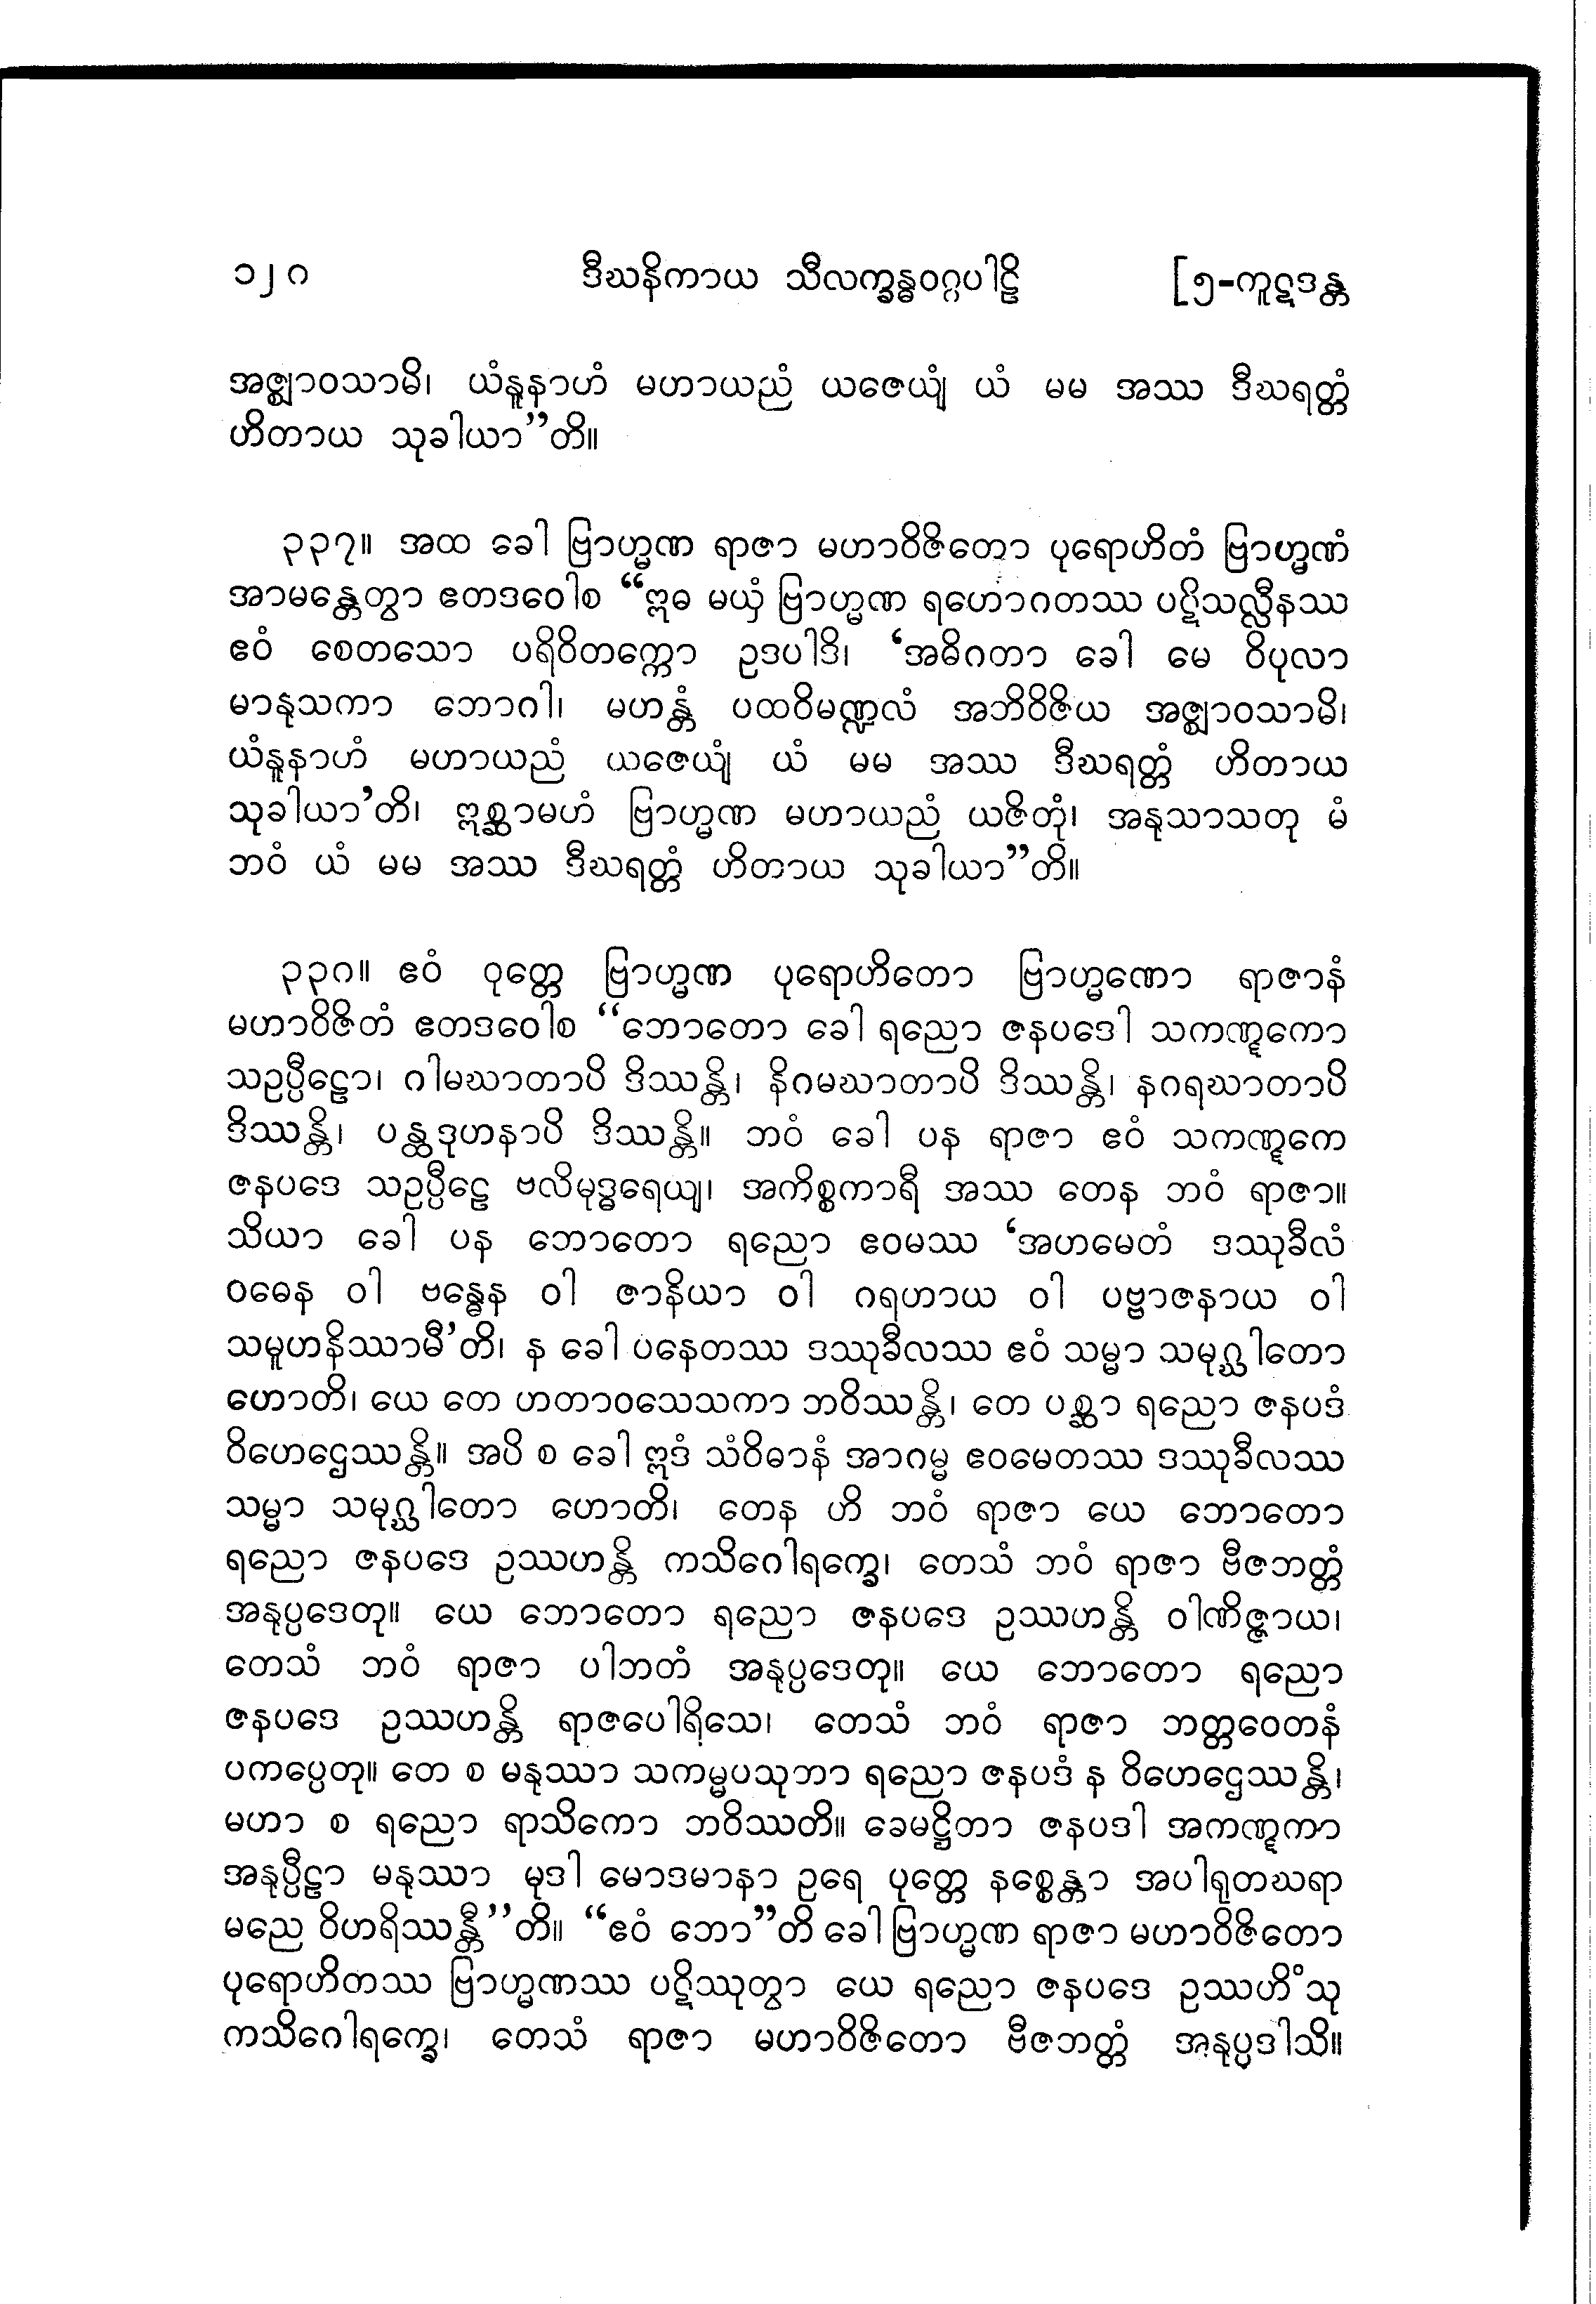 ၁၂၈ ဒီဃနိကာယ သီလက္ခန္ဓဝဂ္ဂပါဠိ [၅-ကူဋဒန္တ
အဇ္ဈာဝသာမိ၊ ယံနူနာဟံ မဟာယညံ ယဇေယျံ ယံ မမ အဿ ဒီဃရတ္တံ
ဟိတာယ သုခါယာ”တိ။
၃၃၇။ အထ ခေါ ဗြာဟ္မဏ ရာဇာ မဟာဝိဇိတော ပုရောဟိတံ ဗြာဟ္မဏံ
အာမန္တေတွာ ဧတဒဝေါစ “ဣဓ မယှံ ဗြာဟ္မဏ ရဟောဂတဿ ပဋိသလ္လီနဿ
ဧဝံ စေတသော ပရိဝိတက္ကော ဥဒပါဒိ၊ ‘အဓိဂတာ ခေါ မေ ဝိပုလာ
မာနုသကာ ဘောဂါ၊ မဟန္တံ ပထဝိမဏ္ဍလံ အဘိဝိဇိယ အဇ္ဈာဝသာမိ၊
ယံနူနာဟံ မဟာယညံ ယဇေယျံ ယံ မမ အဿ ဒီဃရတ္တံ ဟိတာယ
သုခါယာ’တိ၊ ဣစ္ဆာမဟံ ဗြာဟ္မဏ မဟာယညံ ယဇိတုံ၊ အနုသာသတု မံ
ဘဝံ ယံ မမ အဿ ဒီဃရတ္တံ ဟိတာယ သုခါယာ”တိ။
၃၃၈။ ဧဝံ ဝုတ္တေ ဗြာဟ္မဏ ပုရောဟိတော ဗြာဟ္မဏော ရာဇာနံ
မဟာဝိဇိတံ ဧတဒဝေါစ “ဘောတော ခေါ ရညော ဇနပဒေါ သကဏ္ဋကော
သဥပ္ပီဠော၊ ဂါမဃာတာပိ ဒိဿန္တိ၊ နိဂမဃာတာပိ ဒိဿန္တိ၊ နဂရဃာတာပိ
ဒိဿန္တိ၊ ပန္ထဒုဟနာပိ ဒိဿန္တိ။ ဘဝံ ခေါ ပန ရာဇာ ဧဝံ သကဏ္ဋကေ
ဇနပဒေ သဥပ္ပီဠေ ဗလိမုဒ္ဓရေယျ၊ အကိစ္စကာရီ အဿ တေန ဘဝံ ရာဇာ။
သိယာ ခေါ ပန ဘောတော ရညော ဧဝမဿ ‘အဟမေတံ ဒဿုခီလံ
ဝဓေန ဝါ ဗန္ဓေန ဝါ ဇာနိယာ ဝါ ဂရဟာယ ဝါ ပဗ္ဗာဇနာယ ဝါ
သမူဟနိဿာမီ’တိ၊ န ခေါ ပနေတဿ ဒဿုခီလဿ ဧဝံ သမ္မာ သမုဂ္ဃါတော
ဟောတိ၊ ယေ တေ ဟတာဝသေသကာ ဘဝိဿန္တိ၊ တေ ပစ္ဆာ ရညော ဇနပဒံ
ဝိဟေဌေဿန္တိ။ အပိ စ ခေါ ဣဒံ သံဝိဓာနံ အာဂမ္မ ဧဝမေတဿ ဒဿုခီလဿ
သမ္မာ သမုဂ္ဃါတော ဟောတိ၊ တေန ဟိ ဘဝံ ရာဇာ ယေ ဘောတော
ရညော ဇနပဒေ ဥဿဟန္တိ ကသိဂေါရက္ခေ၊ တေသံ ဘဝံ ရာဇာ ဗီဇဘတ္တံ
အနုပ္ပဒေတု။ ယေ ဘောတော ရညော ဇနပဒေ ဥဿဟန္တိ ဝါဏိဇ္ဇာယ၊
တေသံ ဘဝံ ရာဇာ ပါဘတံ အနုပ္ပဒေတု။ ယေ ဘောတော ရညော
ဇနပဒေ ဥဿဟန္တိ ရာဇပေါရိသေ၊ တေသံ ဘဝံ ရာဇာ ဘတ္တဝေတနံ
ပကပ္ပေတု။ တေ စ မနုဿာ သကမ္မပသုဘာ ရညော ဇနပဒံ န ဝိဟေဌေဿန္တိ၊
မဟာ စ ရညော ရာသိကော ဘဝိဿတိ။ ခေမဋ္ဌိတာ ဇနပဒါ အကဏ္ဋကာ
အနုပ္ပီဠာ မနုဿာ မုဒါ မောဒမာနာ ဥရေ ပုတ္တေ နစ္စေန္တာ အပါရုတဃရာ
မညေ ဝိဟရိဿန္တီ”တိ။ “ဧဝံ ဘော”တိ ခေါ ဗြာဟ္မဏ ရာဇာ မဟာဝိဇိတော
ပုရောဟိတဿ ဗြာဟ္မဏဿ ပဋိဿုတွာ ယေ ရညော ဇနပဒေ ဥဿဟိံသု
ကသိဂေါရက္ခေ၊ တေသံ ရာဇာ မဟာဝိဇိတော ဗီဇဘတ္တံ အနုပ္ပဒါသိ။